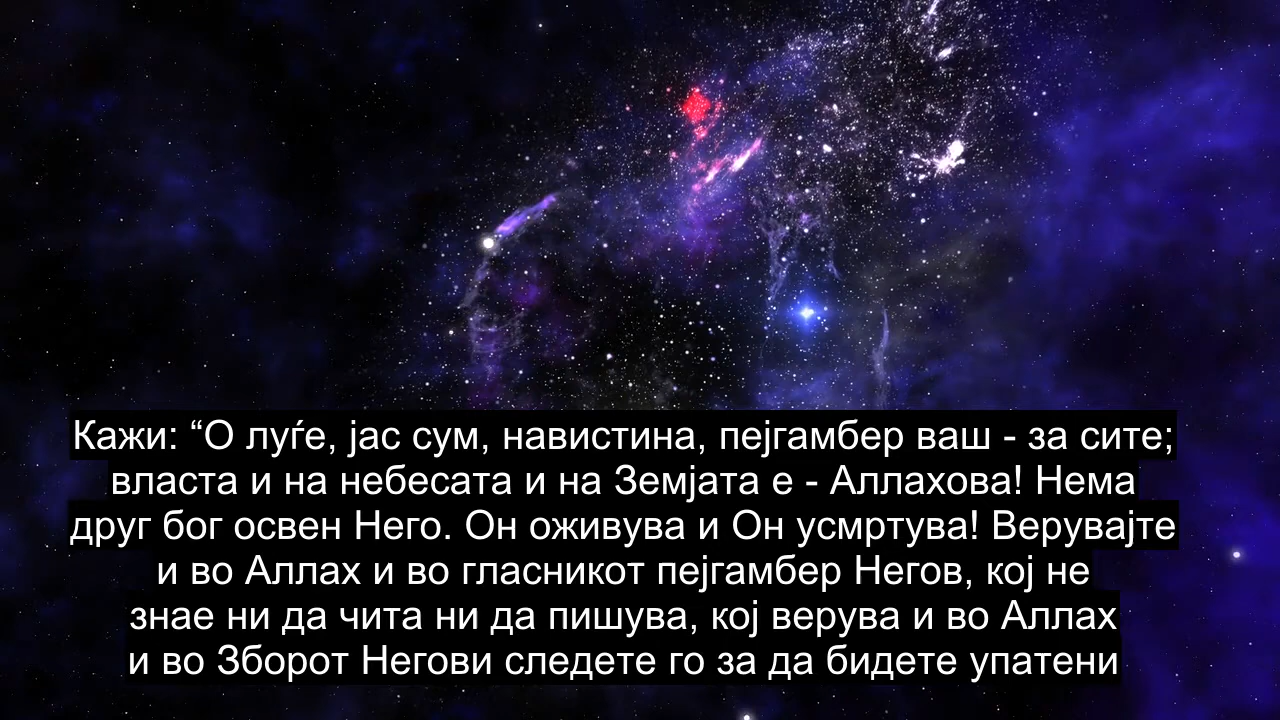 Кажи: “О луѓе, јас сум, навистина, пејгамбер ваш - за сите;
власта и на небесата и на Земјата е - Аллахова! Нема
друг бог освен Него. Он оживува и Он усмртува! Верувајте
и во Аллах и во гласникот пејгамбер Негов, кој не
знае ни да чита ни да пишува, кој верува и во Аллах
и во Зборот Негови следете го за да бидете упатени